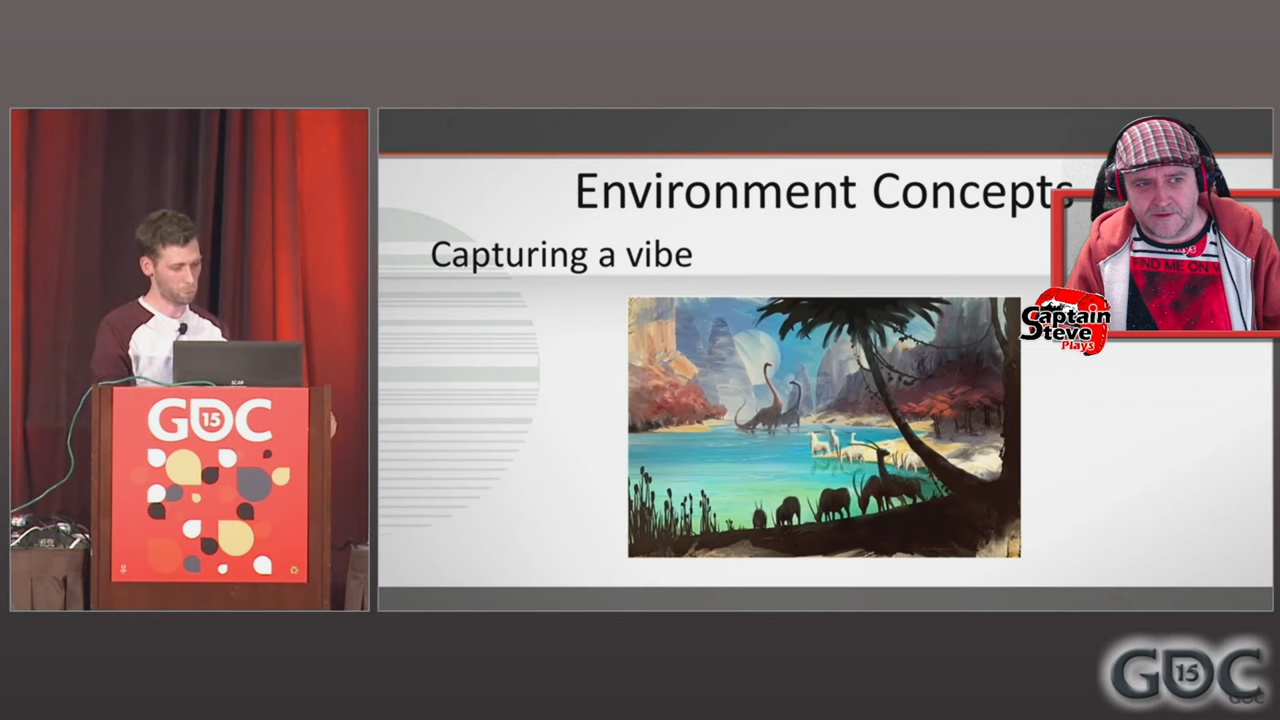 Environment Concepts
Capturing a vibe
Captain
Steve
Plays
GDC
15
GDC
15